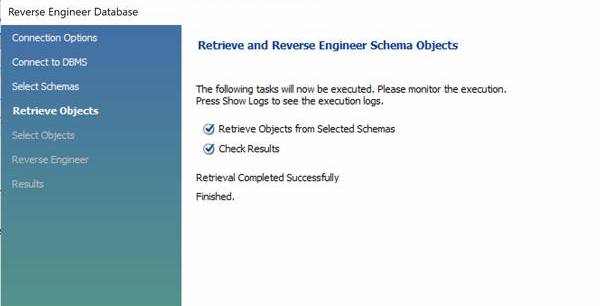 Reverse Engineer Database
Connection Options
Connect to DBMS
Select Schemas
Retrieve Objects
Select Objects
Reverse Engineer
Results
Retrieve and Reverse Engineer Schema Objects
The following tasks will now be executed. Please monitor the execution.
Press Show Logs to see the execution logs.
Retrieve Objects from Selected Schemas
Check Results
Retrieval Completed Successfully
Finished.